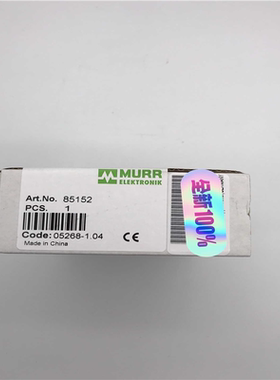 MURR
ELEKTRONIK
Art.No. 85152
PCS. 1
Code:05268-1.04
Made in China
CE
全新100%